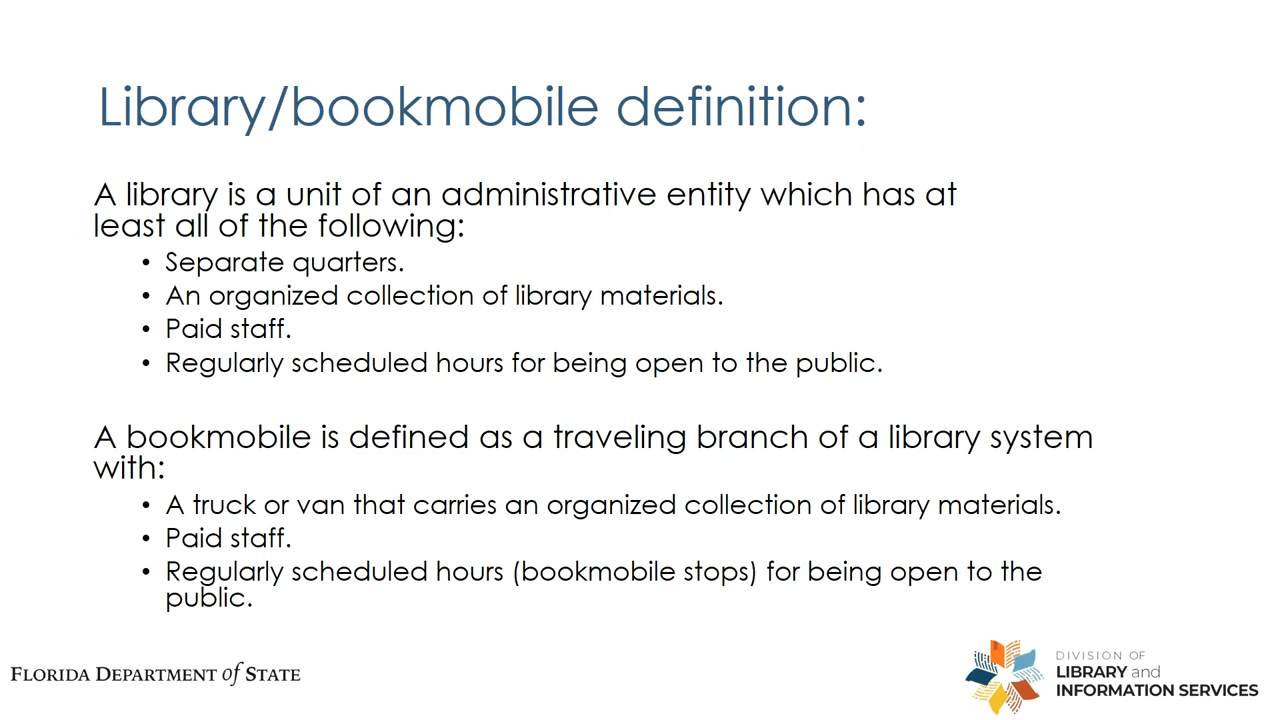 Library/bookmobile definition:
A library is a unit of an administrative entity which has at
least all of the following:
• Separate quarters.
• An organized collection of library materials.
• Paid staff.
• Regularly scheduled hours for being open to the public.
A bookmobile is defined as a traveling branch of a library system
with:
• A truck or van that carries an organized collection of library materials.
• Paid staff.
• Regularly scheduled hours (bookmobile stops) for being open to the
public.
FLORIDA DEPARTMENT of STATE
DIVISION OF
LIBRARY and
INFORMATION SERVICES